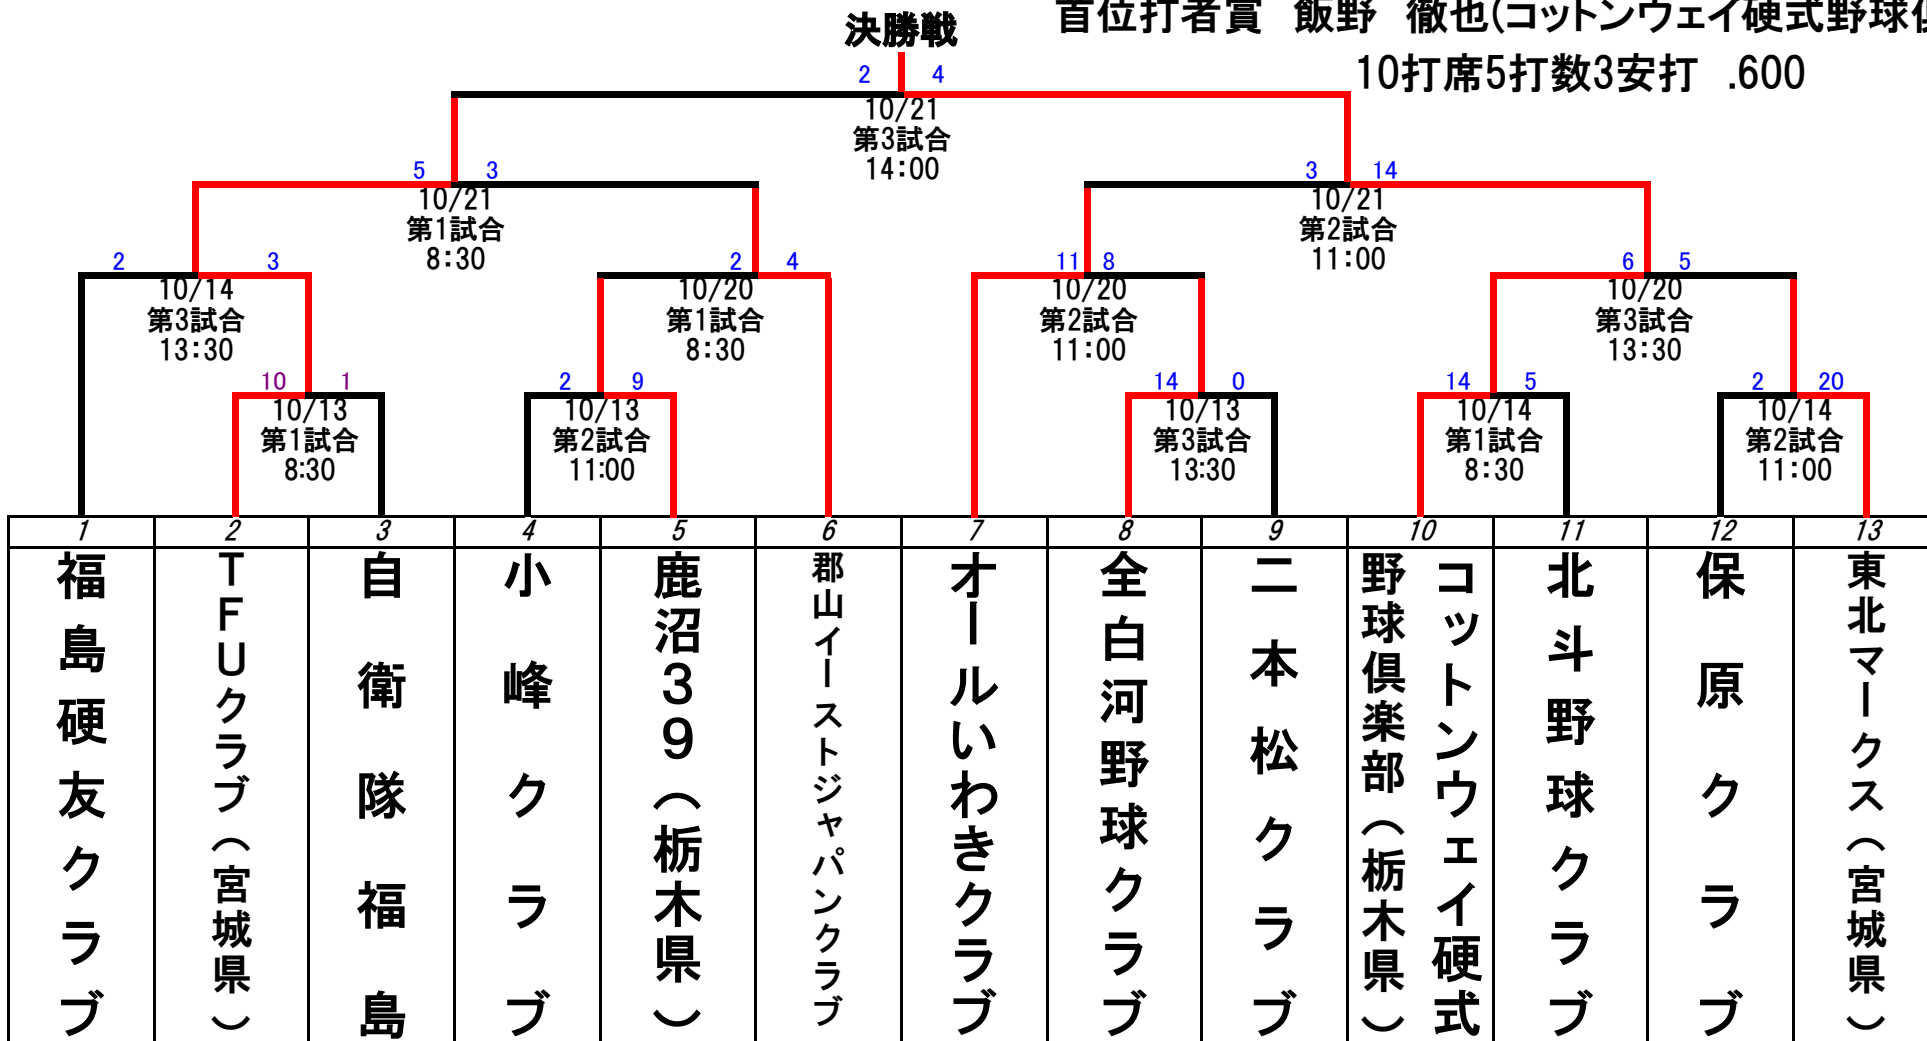 首位打者賞 飯野 徹也(コットンウェイ硬式野球倶
決勝戦
10打席5打数3安打 .600
2 4
10/21
第3試合
14:00
5 3
10/21
第1試合
8:30
3 14
10/21
第2試合
11:00
2 3
10/14
第3試合
13:30
2 4
10/20
第1試合
8:30
11 8
10/20
第2試合
11:00
6 5
10/20
第3試合
13:30
10 1
10/13
第1試合
8:30
2 9
10/13
第2試合
11:00
14 0
10/13
第3試合
13:30
14 5
10/14
第1試合
8:30
2 20
10/14
第2試合
11:00
1 2 3 4 5 6 7 8 9 10 11 12 13
福島硬友クラブ
TFUクラブ(宮城県)
自衛隊福島
小峰クラブ
鹿沼39(栃木県)
郡山イーストジャパンクラブ
オールいわきクラブ
全白河野球クラブ
二本松クラブ
コットンウェイ硬式
野球倶楽部(栃木県)
北斗野球クラブ
保原クラブ
東北マークス(宮城県)